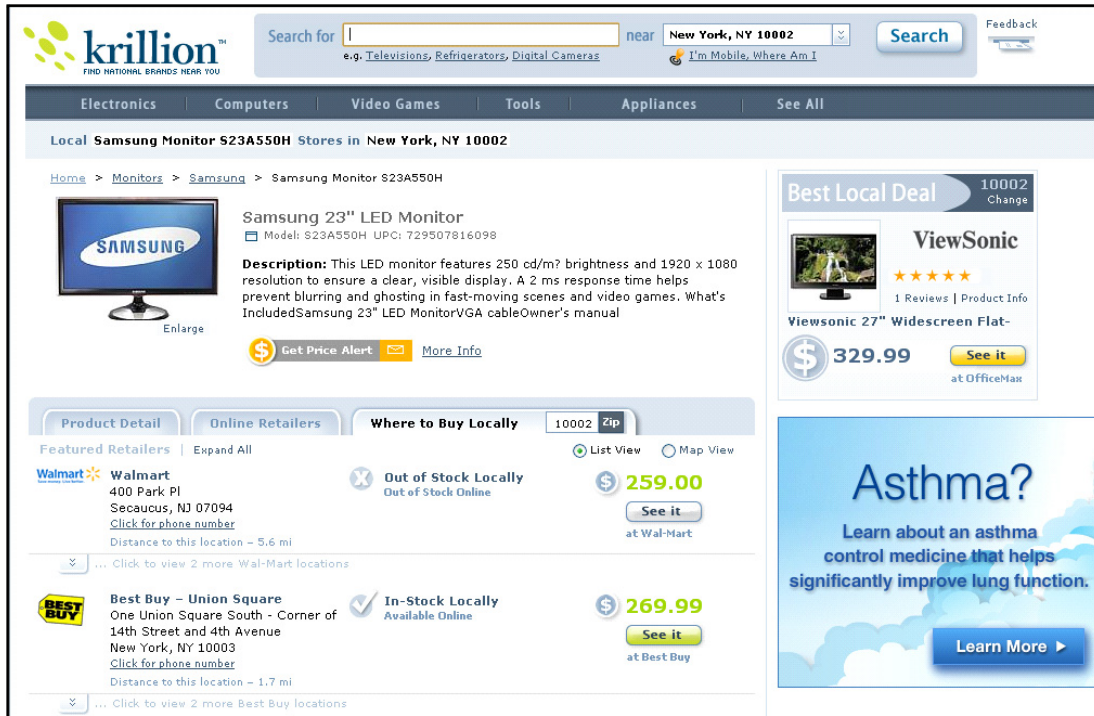 krillion™
FIND NATIONAL BRANDS NEAR YOU
Search for
near
New York, NY 10002
Search
Feedback
e.g. Televisions, Refrigerators, Digital Cameras
I'm Mobile, Where Am I
Electronics
Computers
Video Games
Tools
Appliances
See All
Local Samsung Monitor S23A550H Stores in New York, NY 10002
Home > Monitors > Samsung > Samsung Monitor S23A550H
SAMSUNG
Enlarge
Samsung 23" LED Monitor
Model: S23A550H UPC: 729507816098
Description: This LED monitor features 250 cd/m? brightness and 1920 x 1080
resolution to ensure a clear, visible display. A 2 ms response time helps
prevent blurring and ghosting in fast-moving scenes and video games. What's
IncludedSamsung 23" LED MonitorVGA cableOwner's manual
$ Get Price Alert
More Info
Best Local Deal
10002
Change
ViewSonic
1 Reviews | Product Info
Viewsonic 27" Widescreen Flat-
$ 329.99
See it
at OfficeMax
Product Detail
Online Retailers
Where to Buy Locally
10002 Zip
Featured Retailers | Expand All
List View
Map View
Walmart
Walmart
400 Park Pl
Secaucus, NJ 07094
Click for phone number
Distance to this location – 5.6 mi
Out of Stock Locally
Out of Stock Online
$ 259.00
See it
at Wal-Mart
... Click to view 2 more Wal-Mart locations
BEST
BUY
Best Buy – Union Square
One Union Square South - Corner of
14th Street and 4th Avenue
New York, NY 10003
Click for phone number
Distance to this location – 1.7 mi
In-Stock Locally
Available Online
$ 269.99
See it
at Best Buy
... Click to view 2 more Best Buy locations
Asthma?
Learn about an asthma
control medicine that helps
significantly improve lung function.
Learn More